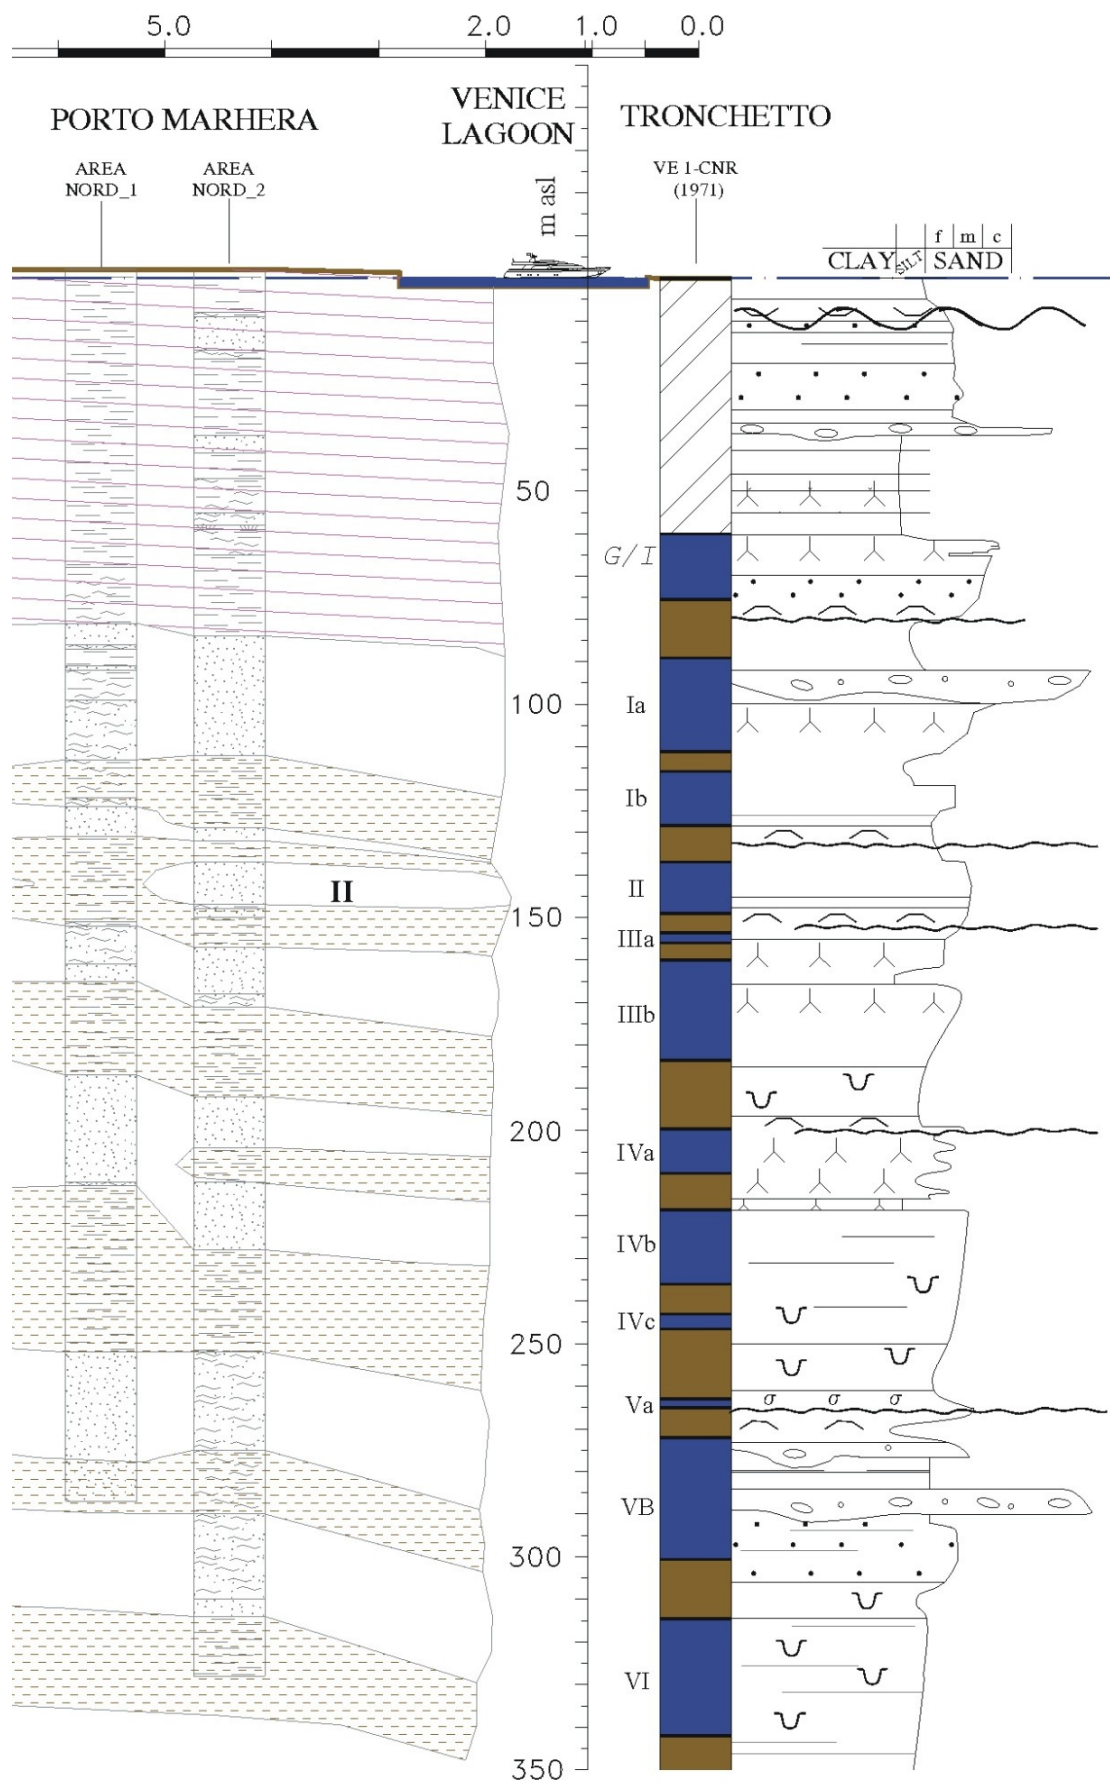 5.0 2.0 1.0 0.0
PORTO MARHERA
VENICE
LAGOON
TRONCHETTO
AREA
NORD_1
AREA
NORD_2
VE 1-CNR
(1971)
m asl
f m c
CLAY SILT SAND
50
G/I
100
Ia
Ib
II
II
150
IIIa
IIIb
200
IVa
IVb
IVc
250
Va
σ σ σ
VB
300
VI
350